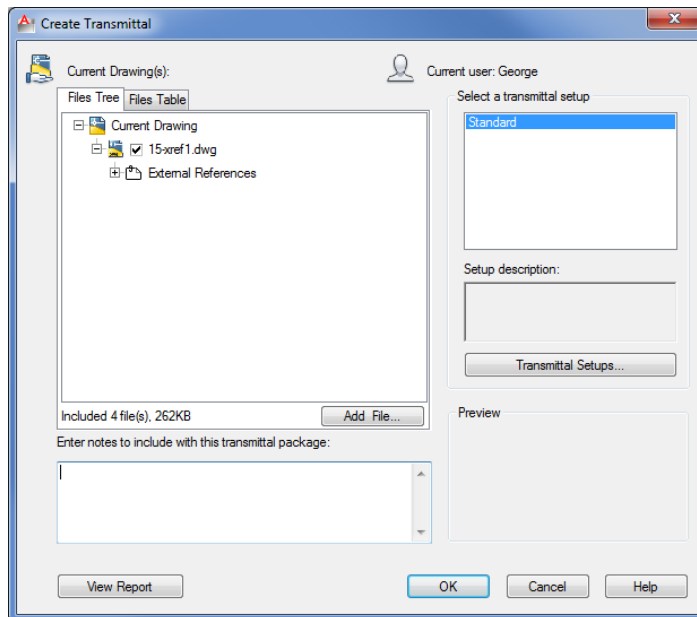 Create Transmittal
Current Drawing(s):
Current user: George
Files Tree
Files Table
Select a transmittal setup
Current Drawing
Standard
15-xref1.dwg
External References
Setup description:
Transmittal Setups...
Included 4 file(s), 262KB
Add File...
Preview
Enter notes to include with this transmittal package:
View Report
OK
Cancel
Help